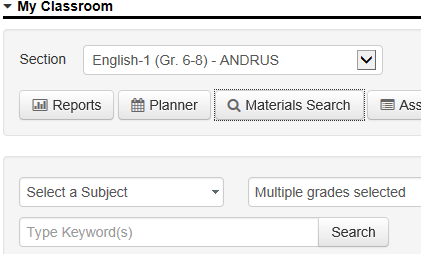 My Classroom
Section English-1 (Gr. 6-8) - ANDRUS
Reports Planner Materials Search Ass
Select a Subject Multiple grades selected
Type Keyword(s) Search